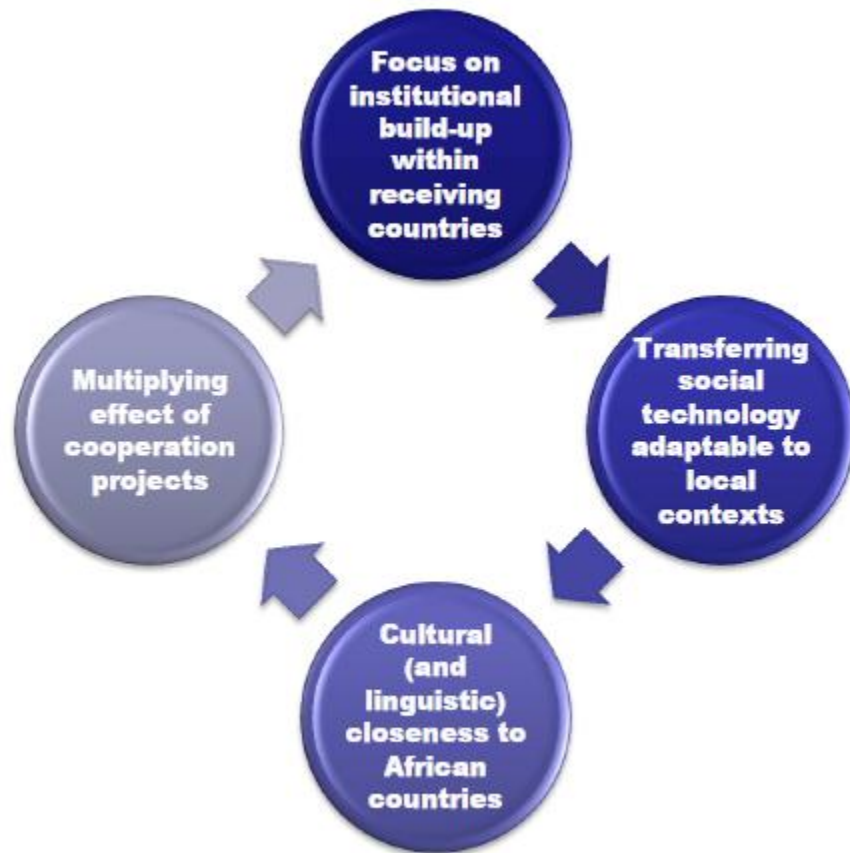 Focus on
institutional
build-up
within
receiving
countries
Transferring
social
technology
adaptable to
local
contexts
Cultural
(and
linguistic)
closeness to
African
countries
Multiplying
effect of
cooperation
projects